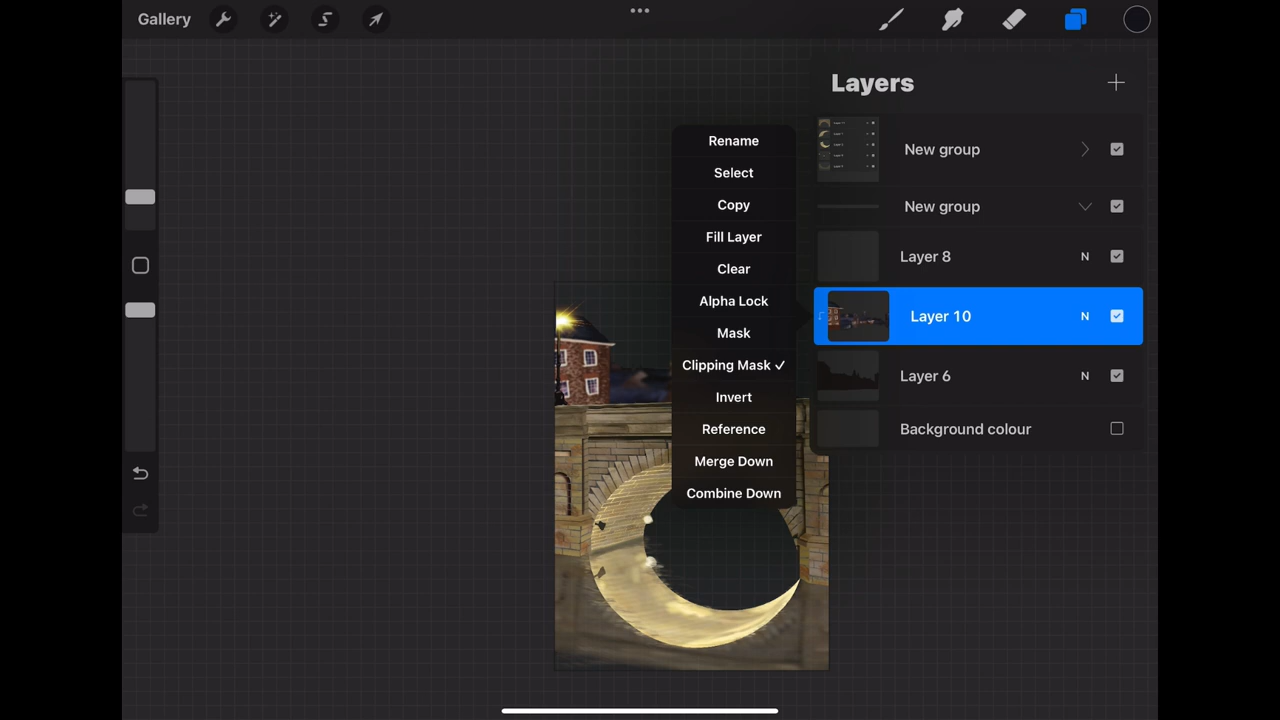 Gallery
Layers
New group
New group
Layer 8 N
Layer 10 N
Layer 6 N
Background colour
Rename
Select
Copy
Fill Layer
Clear
Alpha Lock
Mask
Clipping Mask ✓
Invert
Reference
Merge Down
Combine Down